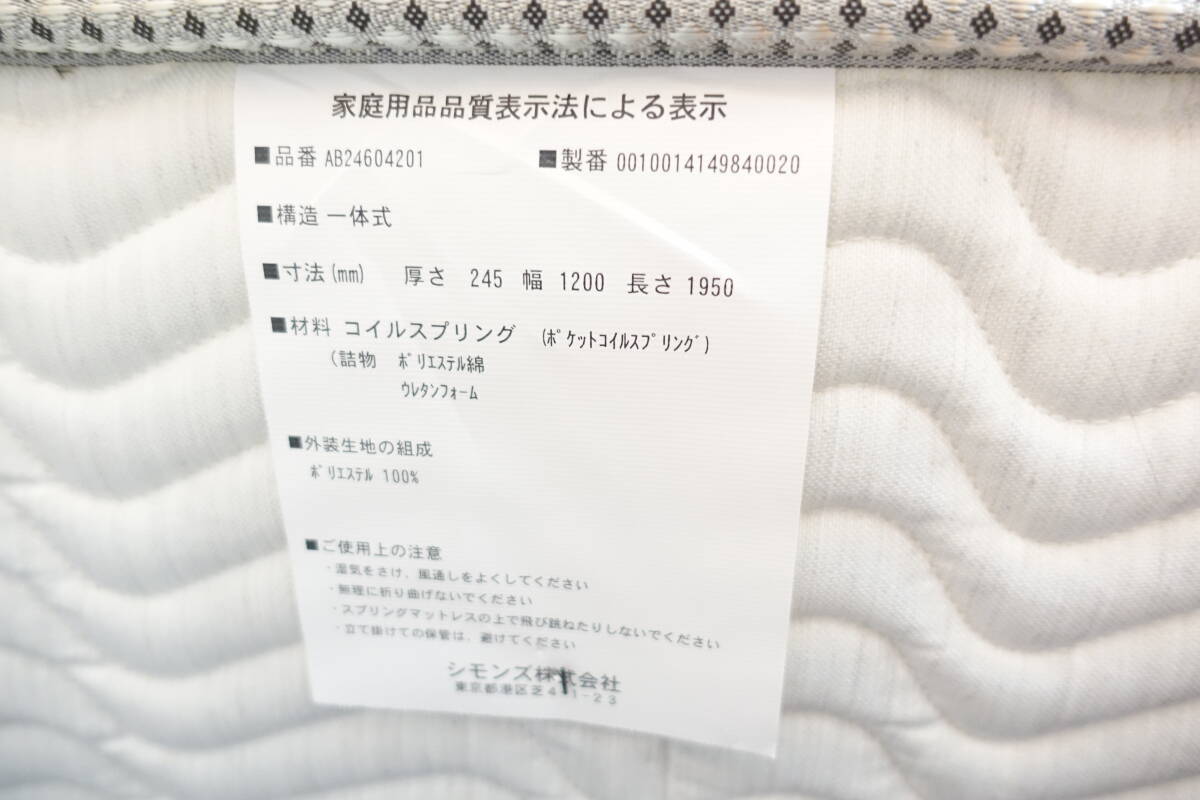 家庭用品品質表示法による表示
■品番 AB24604201 ■製番 0010014149840020
■構造 一体式
■寸法(mm) 厚さ 245 幅 1200 長さ 1950
■材料 コイルスプリング (ﾎﾟｹｯﾄｺｲﾙｽﾌﾟﾘﾝｸﾞ)
(詰物 ﾎﾟﾘｴｽﾃﾙ綿
ｳﾚﾀﾝﾌｫｰﾑ
■外装生地の組成
ﾎﾟﾘｴｽﾃﾙ 100%
■ご使用上の注意
・湿気をさけ、風通しをよくしてください
・無理に折り曲げないでください
・スプリングマットレスの上で飛び跳ねたりしないでください
・立て掛けての保管は、避けてください
シモンズ株式会社
東京都港区芝4-1-23